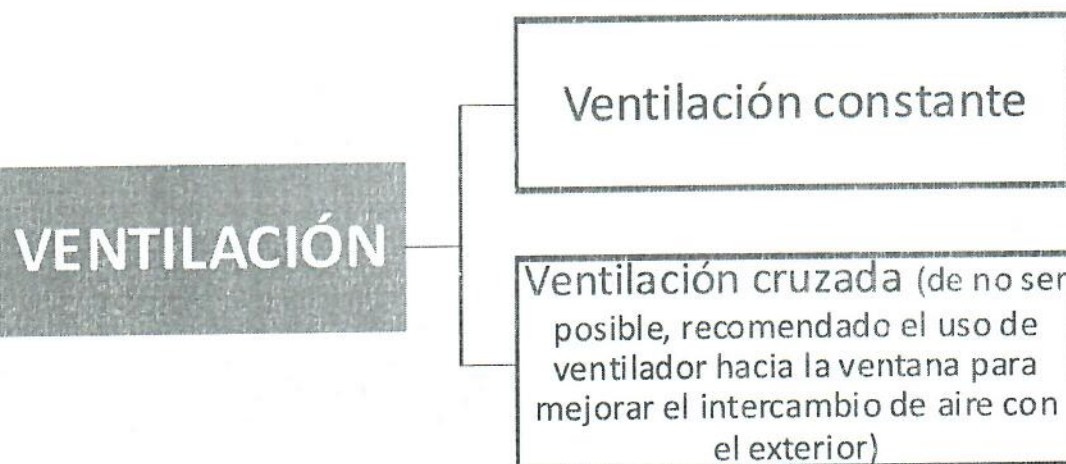 VENTILACIÓN
Ventilación constante
Ventilación cruzada (de no ser
posible, recomendado el uso de
ventilador hacia la ventana para
mejorar el intercambio de aire con
el exterior)